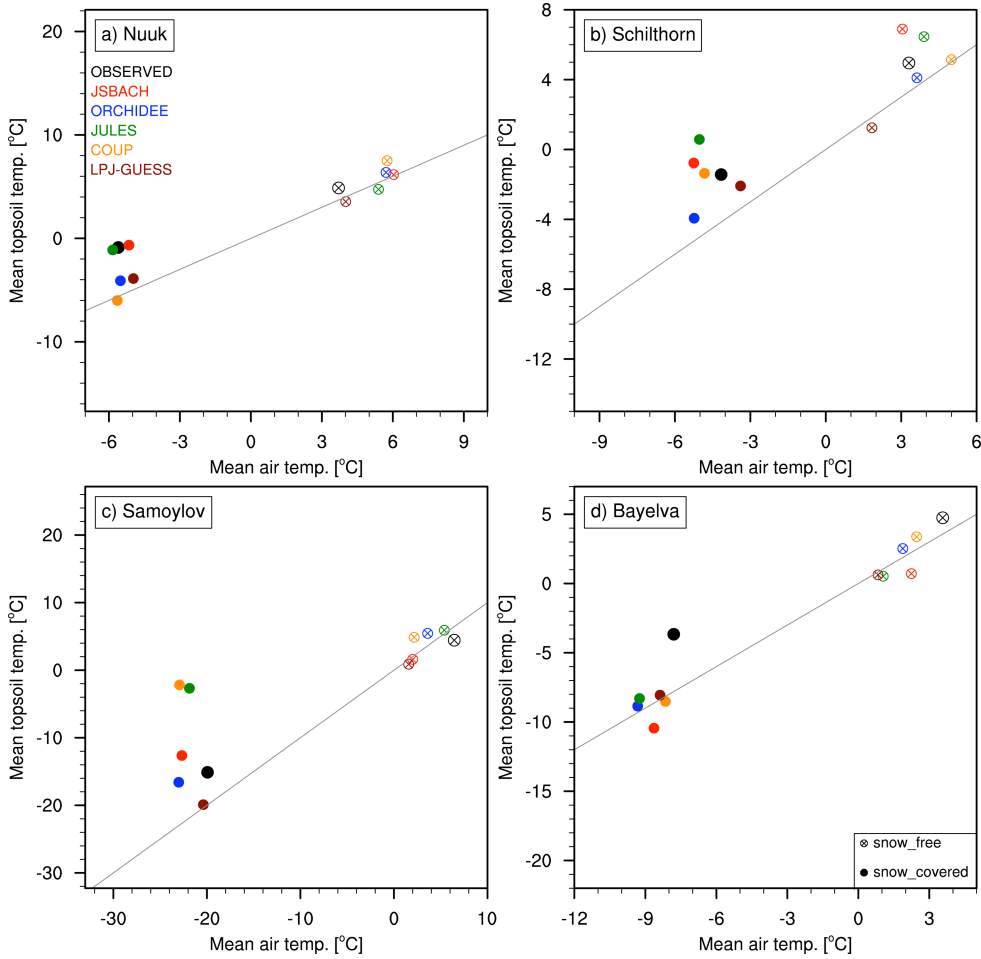 a) Nuuk
OBSERVED
JSBACH
ORCHIDEE
JULES
COUP
LPJ-GUESS
20
10
0
-10
Mean topsoil temp. [°C]
-6 -3 0 3 6 9
Mean air temp. [°C]
b) Schilthorn
8
4
0
-4
-8
-12
Mean topsoil temp. [°C]
-9 -6 -3 0 3 6
Mean air temp. [°C]
c) Samoylov
20
10
0
-10
-20
-30
Mean topsoil temp. [°C]
-30 -20 -10 0 10
Mean air temp. [°C]
d) Bayelva
5
0
-5
-10
-15
-20
Mean topsoil temp. [°C]
snow_free
snow_covered
-12 -9 -6 -3 0 3
Mean air temp. [°C]